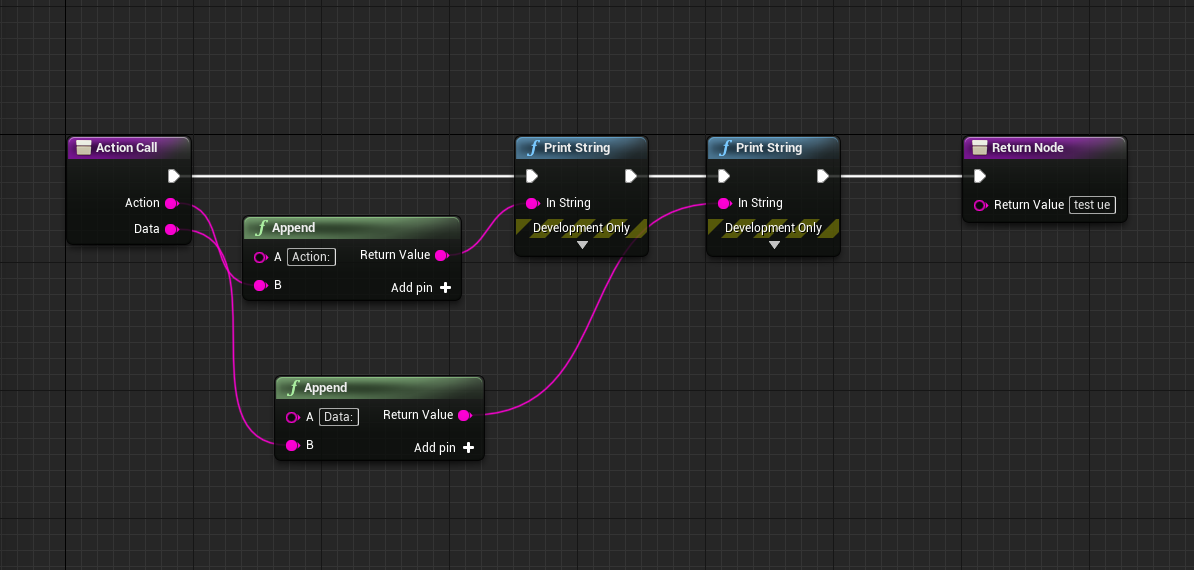 Action Call
Action
Data
Append
A Action: Return Value
B
Add pin
Append
A Data: Return Value
B
Add pin
Print String
In String
Development Only
Print String
In String
Development Only
Return Node
Return Value test ue